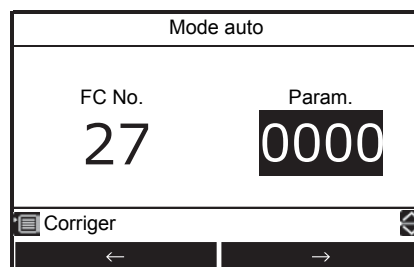 Mode auto
FC No. Param.
27 0000
Corriger
← →